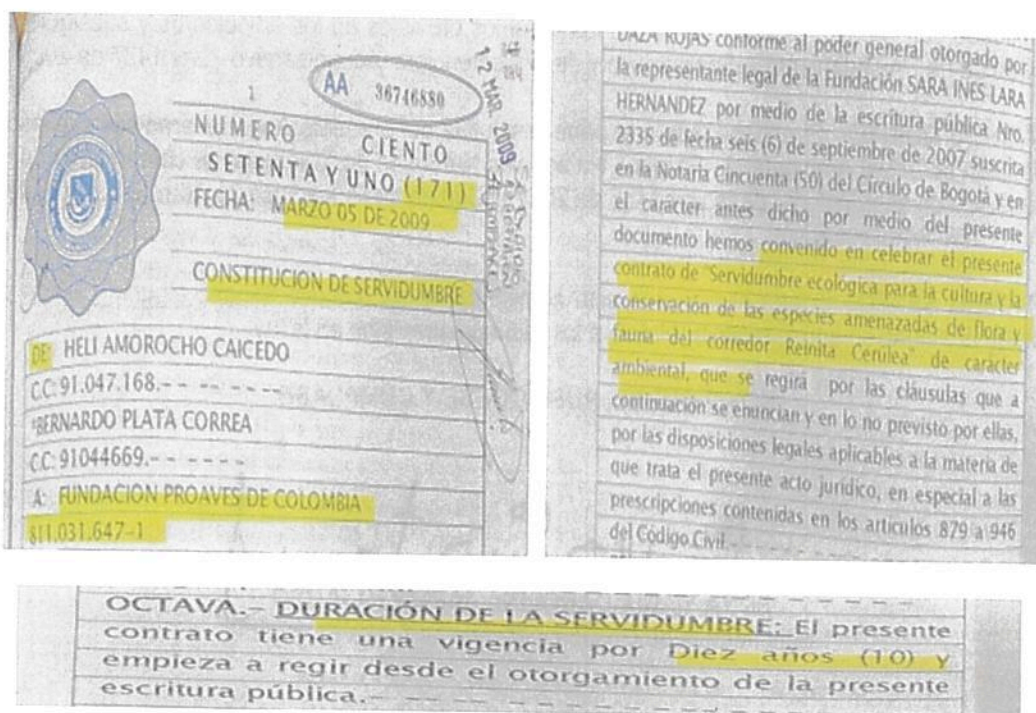 1
AA 36746880
12 MAR. 2009
NUMERO CIENTO
SETENTA Y UNO (171)
FECHA: MARZO 05 DE 2009
CONSTITUCION DE SERVIDUMBRE
DE: HELI AMOROCHO CAICEDO
C.C: 91.047.168.- - - - - - - -
*BERNARDO PLATA CORREA
C.C: 91044669.- - - - - -
A: FUNDACION PROAVES DE COLOMBIA
811.031.647-1
DAZA ROJAS conforme al poder general otorgado por
la representante legal de la Fundación SARA INES LARA
HERNANDEZ por medio de la escritura pública Nro.
2335 de fecha seis (6) de septiembre de 2007 suscrita
en la Notaria Cincuenta (50) del Círculo de Bogotá y en
el carácter antes dicho por medio del presente
documento hemos convenido en celebrar el presente
contrato de "Servidumbre ecológica para la cultura y la
conservación de las especies amenazadas de flora y
fauna del corredor Reinita Cerúlea" de carácter
ambiental, que se regirá por las cláusulas que a
continuación se enuncian y en lo no previsto por ellas,
por las disposiciones legales aplicables a la materia de
que trata el presente acto jurídico, en especial a las
prescripciones contenidas en los artículos 879 a 946
del Código Civil.- - - - - - - - -
OCTAVA.- DURACIÓN DE LA SERVIDUMBRE: El presente
contrato tiene una vigencia por Diez años (10) y
empieza a regir desde el otorgamiento de la presente
escritura pública.- - - - - - - - -